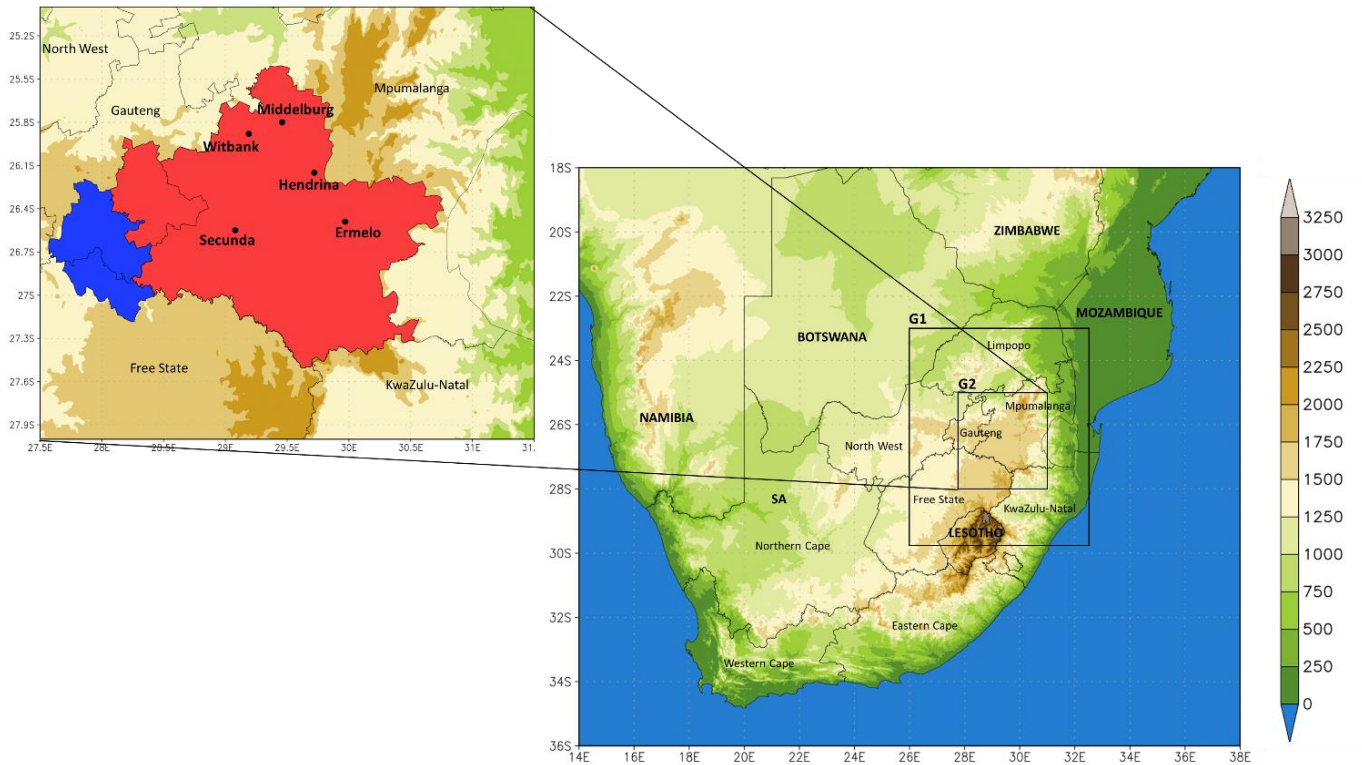 25.2S
North West
25.5S
Mpumalanga
Gauteng
Middelburg
25.8S
Witbank
26.1S
Hendrina
26.4S
Secunda
Ermelo
26.7S
27S
27.3S
Free State
27.6S
KwaZulu-Natal
27.9S
27.5E
28E
28.5E
29E
29.5E
30E
30.5E
31E
31.
18S
20S
22S
24S
26S
28S
30S
32S
34S
36S
14E
16E
18E
20E
22E
24E
26E
28E
30E
32E
34E
36E
38E
ZIMBABWE
MOZAMBIQUE
G1
BOTSWANA
Limpopo
G2
Mpumalanga
NAMIBIA
Gauteng
North West
SA
Free State
KwaZulu-Natal
LESOTHO
Northern Cape
Eastern Cape
Western Cape
3250
3000
2750
2500
2250
2000
1750
1500
1250
1000
750
500
250
0